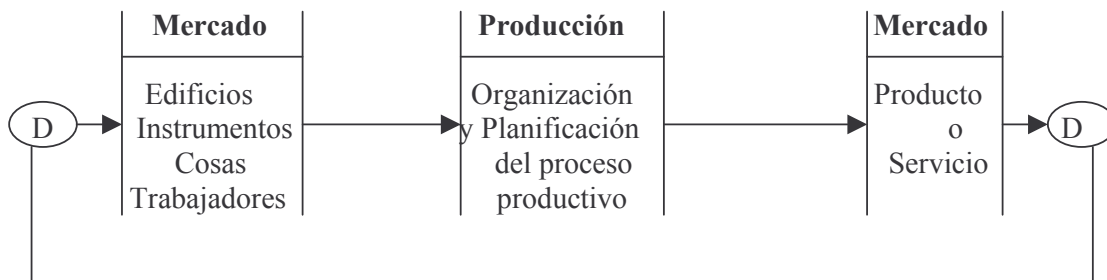 Mercado
Producción
Mercado
D
Edificios
Instrumentos
Cosas
Trabajadores
Organización
y Planificación
del proceso
productivo
Producto
o
Servicio
D